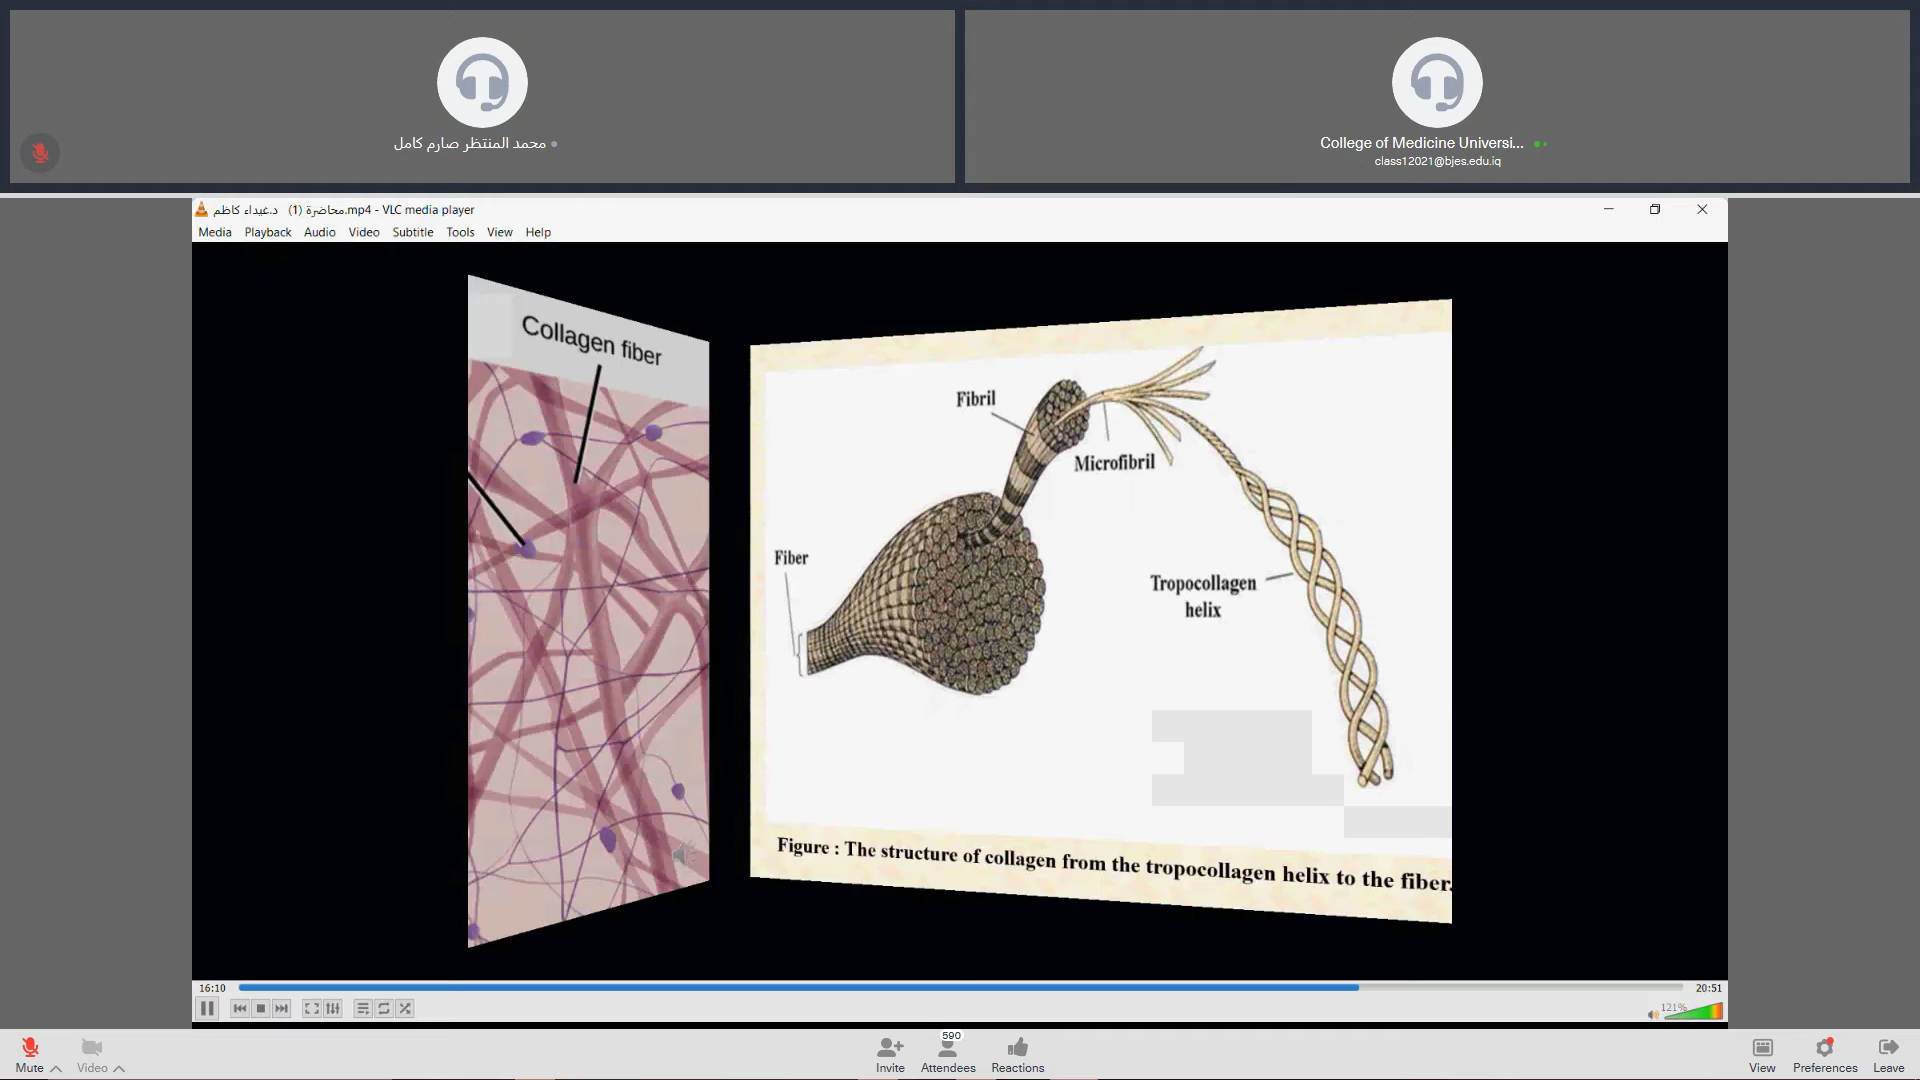 محمد المنتظر صارم كامل
College of Medicine Universi...
class12021@bjes.edu.iq
محاضرة (1) د.غيداء كاظم.mp4 - VLC media player
Media Playback Audio Video Subtitle Tools View Help
Collagen fiber
Fibril
Microfibril
Fiber
Tropocollagen
helix
Figure : The structure of collagen from the tropocollagen helix to the fiber.
16:10
20:51
121%
590
Mute Video Invite Attendees Reactions View Preferences Leave